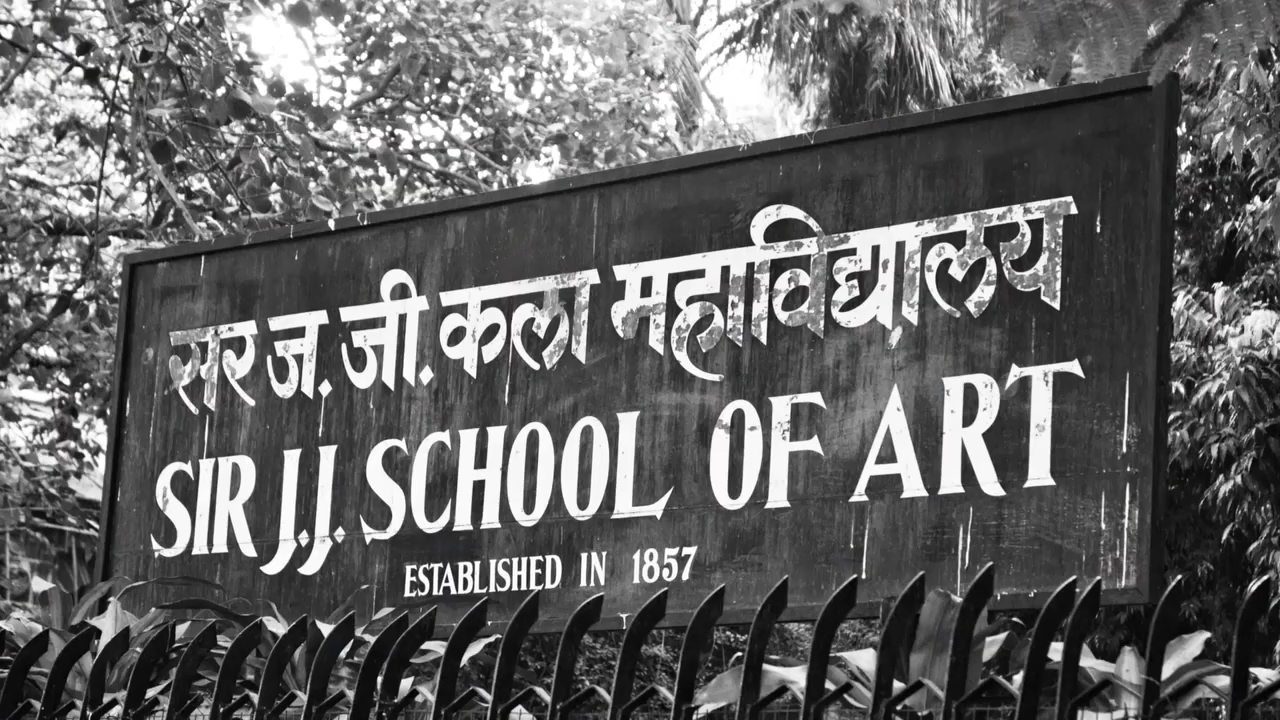 सर ज. जी. कला महाविद्यालय
SIR J.J. SCHOOL OF ART
ESTABLISHED IN 1857